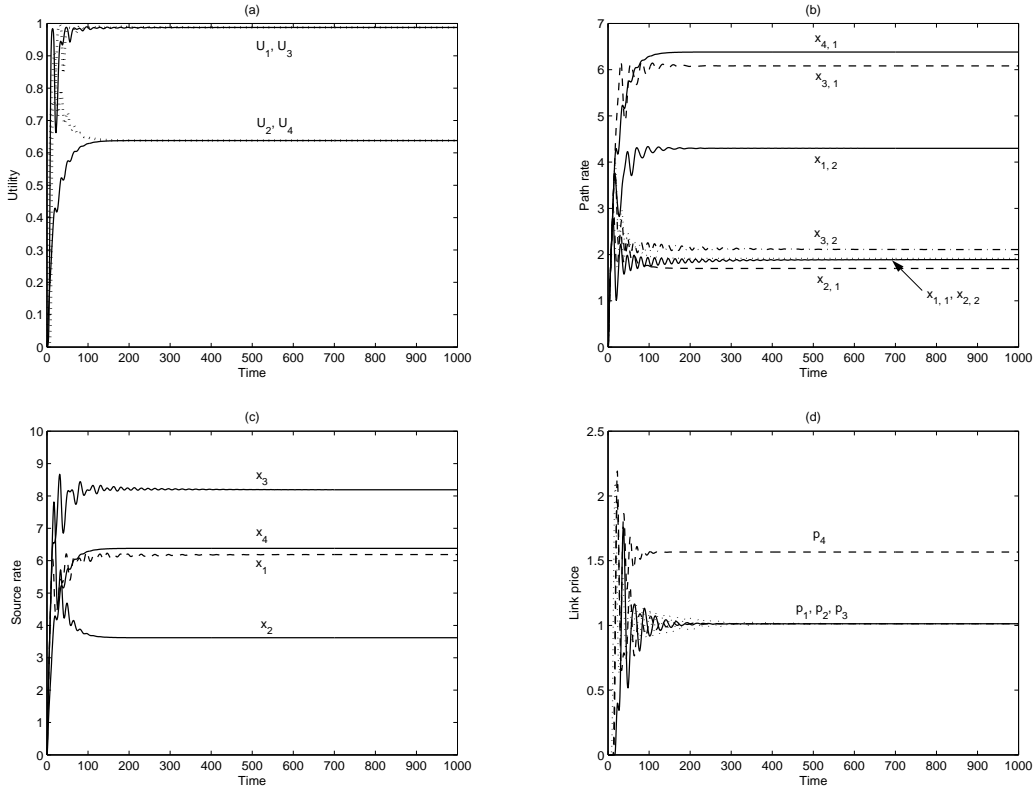 (a)
1
0.9
0.8
0.7
0.6
0.5
0.4
0.3
0.2
0.1
0
Utility
U1, U3
U2, U4
0 100 200 300 400 500 600 700 800 900 1000
Time
(b)
7
6
5
4
3
2
1
0
Path rate
x4, 1
x3, 1
x1, 2
x3, 2
x2, 1
x1, 1, x2, 2
0 100 200 300 400 500 600 700 800 900 1000
Time
(c)
10
9
8
7
6
5
4
3
2
1
0
Source rate
x3
x4
x1
x2
0 100 200 300 400 500 600 700 800 900 1000
Time
(d)
2.5
2
1.5
1
0.5
0
Link price
p4
p1, p2, p3
0 100 200 300 400 500 600 700 800 900 1000
Time